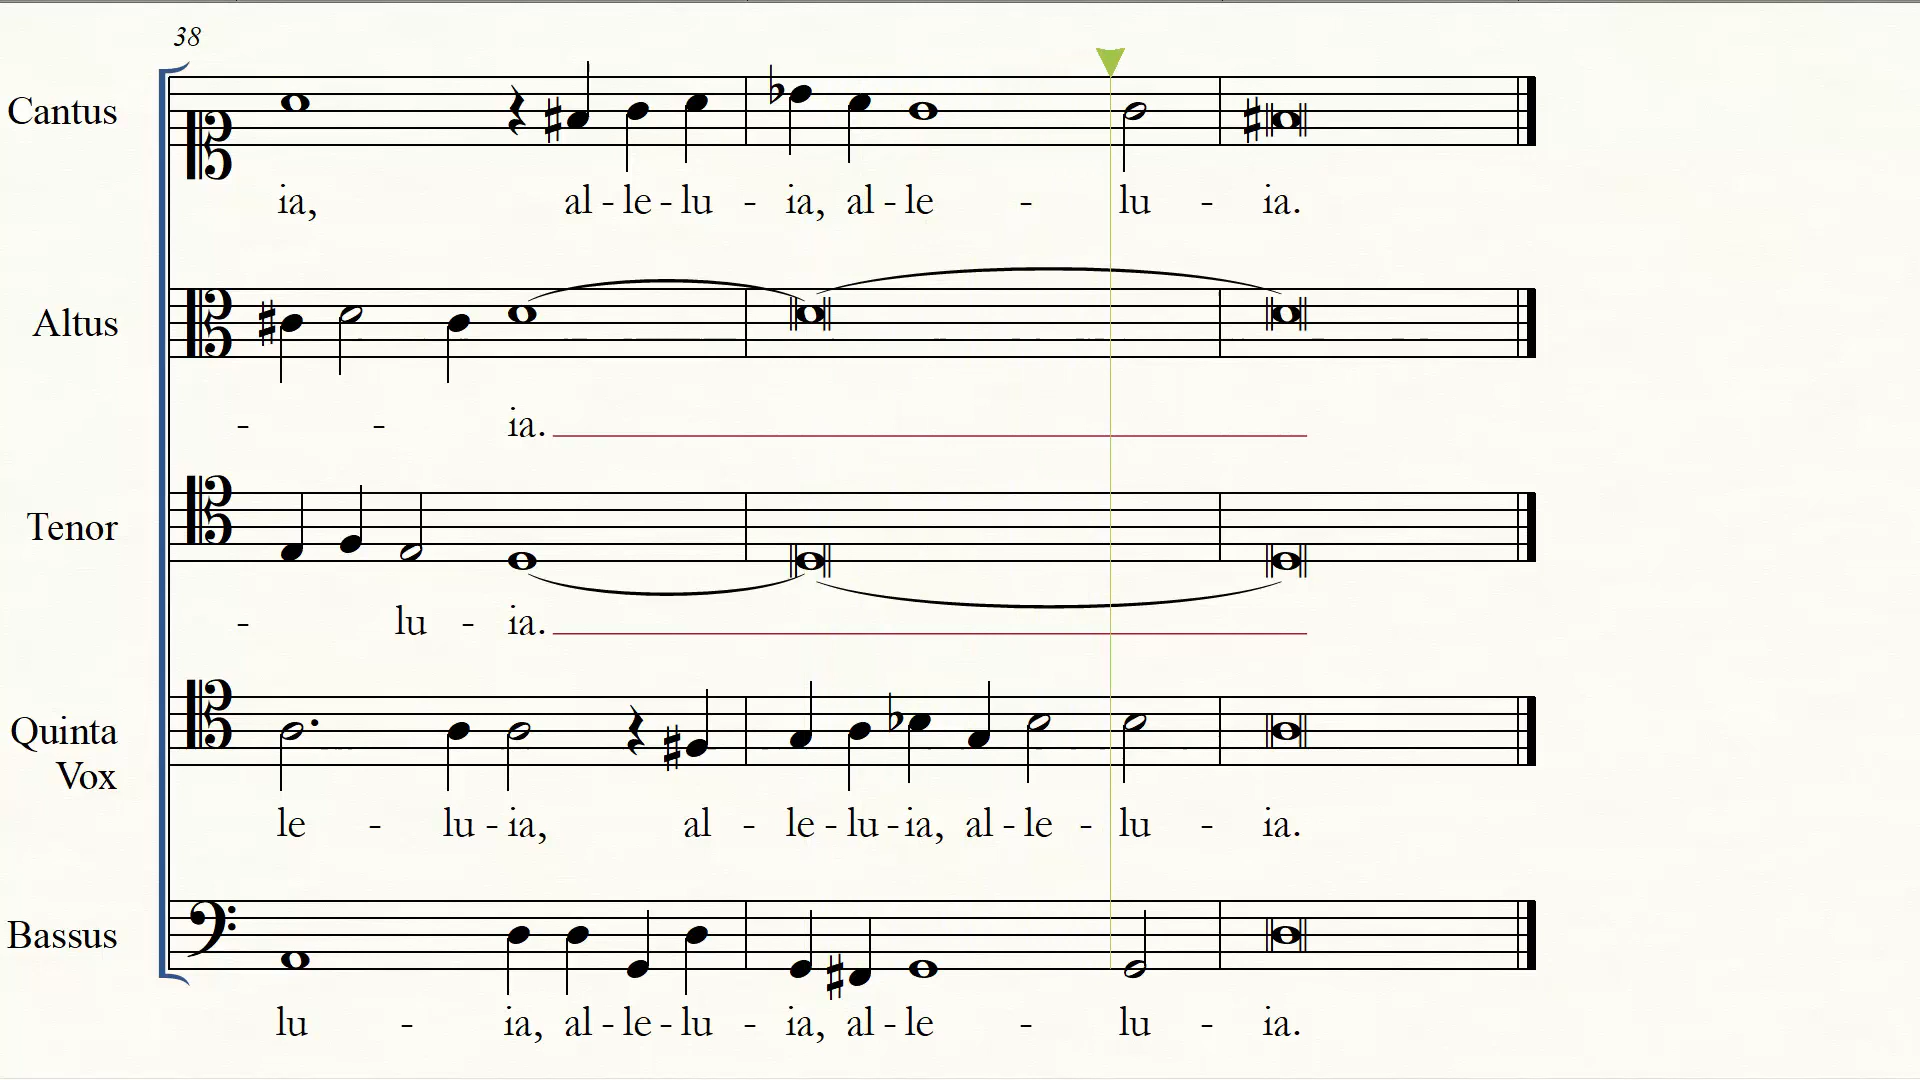 38
Cantus
ia, al - le - lu - ia, al - le - lu - ia.
Altus
- - ia.
Tenor
- lu - ia.
Quinta
Vox
le - lu - ia, al - le - lu - ia, al - le - lu - ia.
Bassus
lu - ia, al - le - lu - ia, al - le - lu - ia.